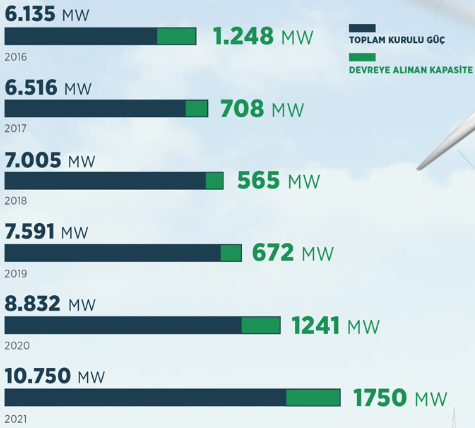 6.135 MW
1.248 MW
2016
TOPLAM KURULU GÜÇ
DEVREYE ALINAN KAPASİTE
6.516 MW
708 MW
2017
7.005 MW
565 MW
2018
7.591 MW
672 MW
2019
8.832 MW
1241 MW
2020
10.750 MW
1750 MW
2021